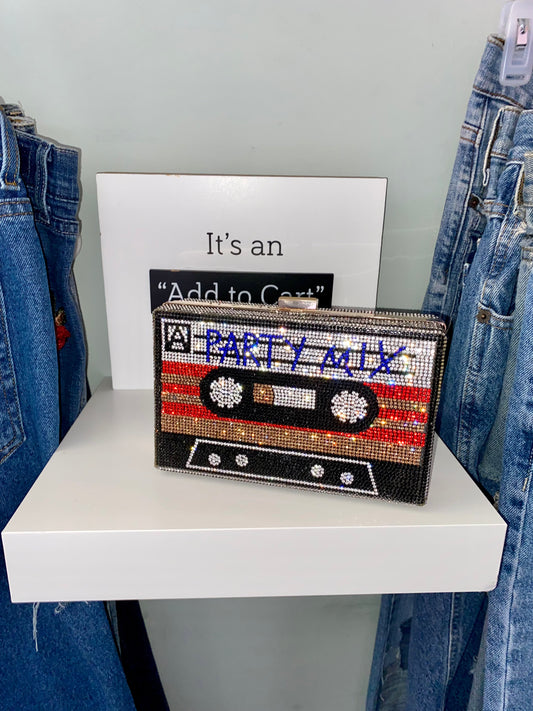 It's an
"Add to Cart"
A
PARTY MIX